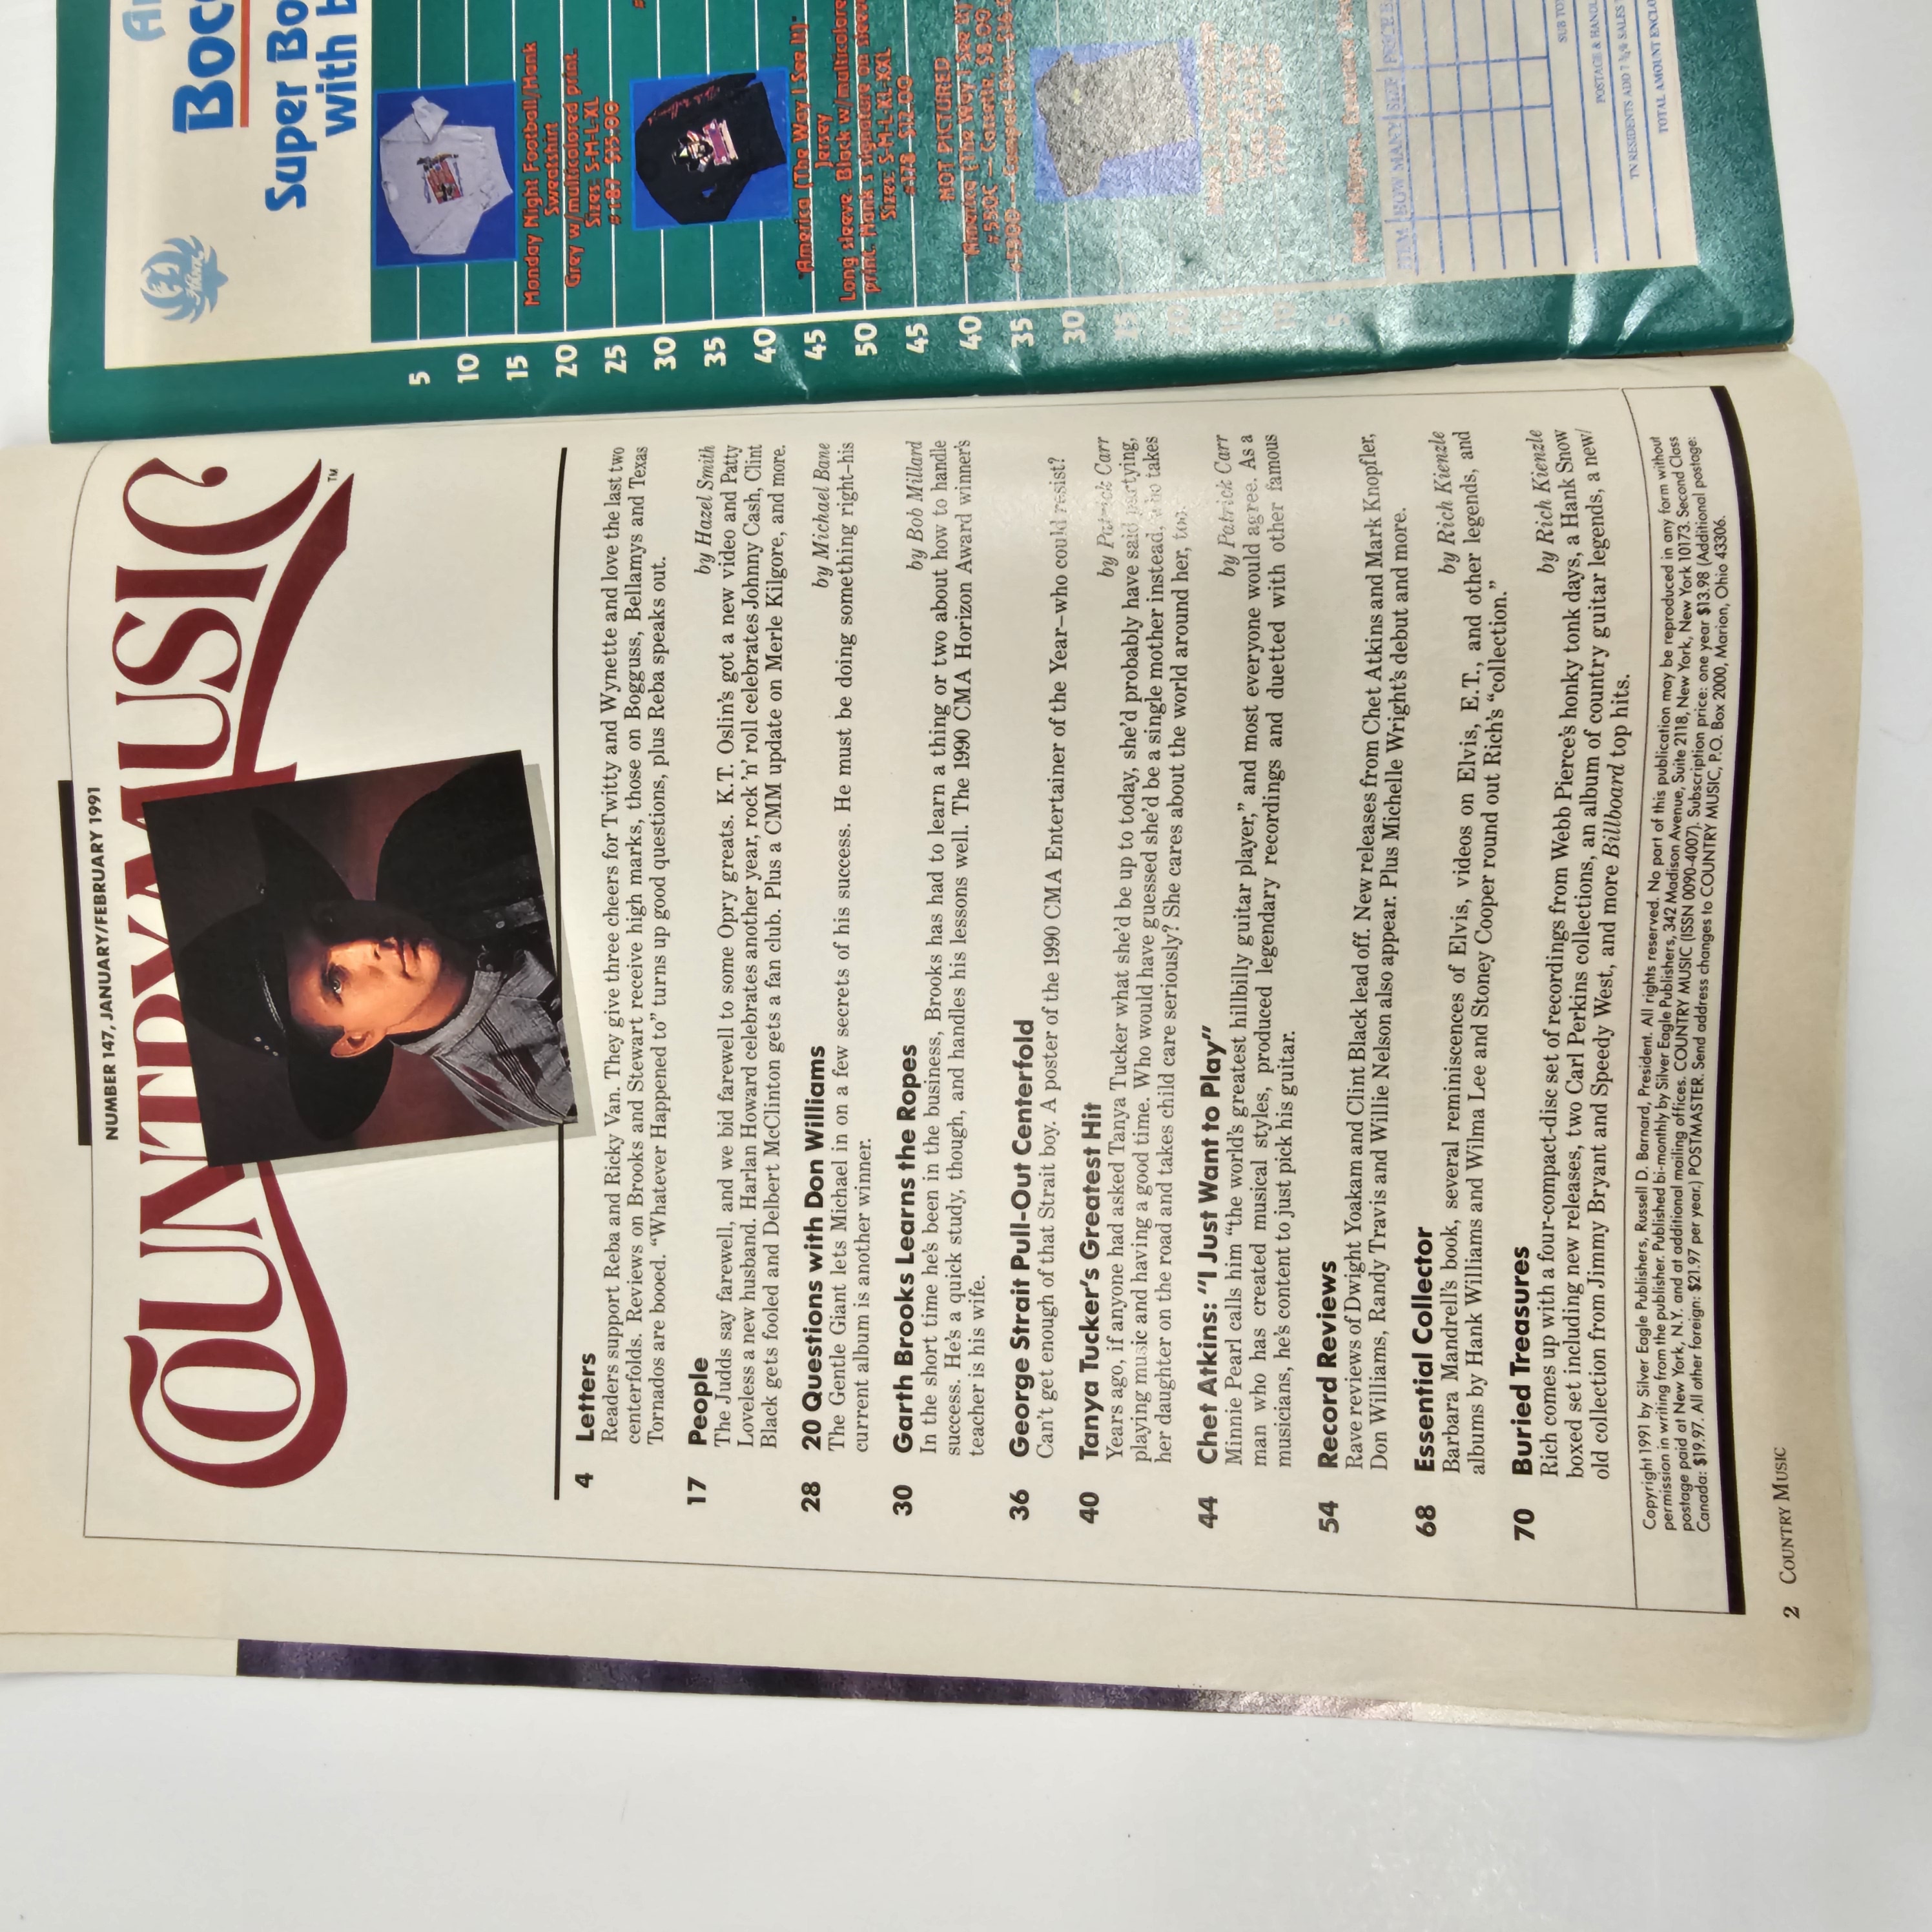 NUMBER 147, JANUARY/FEBRUARY 1991
COUNTRY MUSIC
TM
4 Letters
Readers support Reba and Ricky Van. They give three cheers for Twitty and Wynette and love the last two
centerfolds. Reviews on Brooks and Stewart receive high marks, those on Bogguss, Bellamys and Texas
Tornados are booed. “Whatever Happened to” turns up good questions, plus Reba speaks out.
17 People by Hazel Smith
The Judds say farewell, and we bid farewell to some Opry greats. K.T. Oslin's got a new video and Patty
Loveless a new husband. Harlan Howard celebrates another year, rock 'n' roll celebrates Johnny Cash, Clint
Black gets fooled and Delbert McClinton gets a fan club. Plus a CMM update on Merle Kilgore, and more.
28 20 Questions with Don Williams by Michael Bane
The Gentle Giant lets Michael in on a few secrets of his success. He must be doing something right–his
current album is another winner.
30 Garth Brooks Learns the Ropes by Bob Millard
In the short time he's been in the business, Brooks has had to learn a thing or two about how to handle
success. He's a quick study, though, and handles his lessons well. The 1990 CMA Horizon Award winner's
teacher is his wife.
36 George Strait Pull-Out Centerfold
Can't get enough of that Strait boy. A poster of the 1990 CMA Entertainer of the Year–who could resist?
40 Tanya Tucker's Greatest Hit by Patrick Carr
Years ago, if anyone had asked Tanya Tucker what she'd be up to today, she'd probably have said partying,
playing music and having a good time. Who would have guessed she'd be a single mother instead, who takes
her daughter on the road and takes child care seriously? She cares about the world around her, too.
44 Chet Atkins: “I Just Want to Play” by Patrick Carr
Minnie Pearl calls him “the world's greatest hillbilly guitar player,” and most everyone would agree. As a
man who has created musical styles, produced legendary recordings and duetted with other famous
musicians, he's content to just pick his guitar.
54 Record Reviews
Rave reviews of Dwight Yoakam and Clint Black lead off. New releases from Chet Atkins and Mark Knopfler,
Don Williams, Randy Travis and Willie Nelson also appear. Plus Michelle Wright's debut and more.
68 Essential Collector by Rich Kienzle
Barbara Mandrell's book, several reminiscences of Elvis, videos on Elvis, E.T., and other legends, and
albums by Hank Williams and Wilma Lee and Stoney Cooper round out Rich's “collection.”
70 Buried Treasures by Rich Kienzle
Rich comes up with a four-compact-disc set of recordings from Webb Pierce's honky tonk days, a Hank Snow
boxed set including new releases, two Carl Perkins collections, an album of country guitar legends, a new/
old collection from Jimmy Bryant and Speedy West, and more Billboard top hits.
Copyright 1991 by Silver Eagle Publishers, Russell D. Barnard, President. All rights reserved. No part of this publication may be reproduced in any form without
permission in writing from the publisher. Published bi-monthly by Silver Eagle Publishers, 342 Madison Avenue, Suite 2118, New York, New York 10173. Second Class
postage paid at New York, N.Y. and at additional mailing offices. COUNTRY MUSIC (ISSN 0090-4007). Subscription price: one year $13.98 (Additional postage:
Canada: $19.97. All other foreign: $21.97 per year.) POSTMASTER. Send address changes to COUNTRY MUSIC, P.O. Box 2000, Marion, Ohio 43306.
2 COUNTRY MUSIC
HANK
Super
with
5
10
15
Monday Night Football/Hank
Sweatshirt
20
Grey w/multicolored print.
Sizes: S-M-L-XL
25
#187 $15.00
30
35
40
"America (The Way I See It)"
45
Jersey
Long sleeve. Black w/multicolored
print. Hank's signature on sleeve
50
Sizes: S-M-L-XL-XXL
#178 $12.00
45
NOT PICTURED
America (The Way I See It)
40
Cassette, $8.00
Compact Disc,
35
30
ITEM HOW MANY SIZE PRICE
POSTAGE &
TN RESIDENTS ADD 7 ¾% SALES
TOTAL AMOUNT